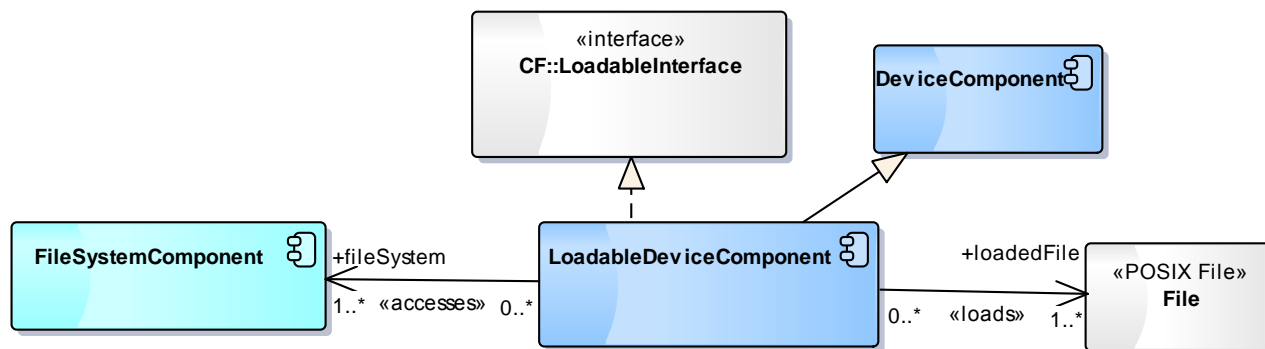 «interface»
CF::LoadableInterface
DeviceComponent
FileSystemComponent
+fileSystem
1..*
«accesses»
0..*
LoadableDeviceComponent
+loadedFile
0..*
«loads»
1..*
«POSIX File»
File